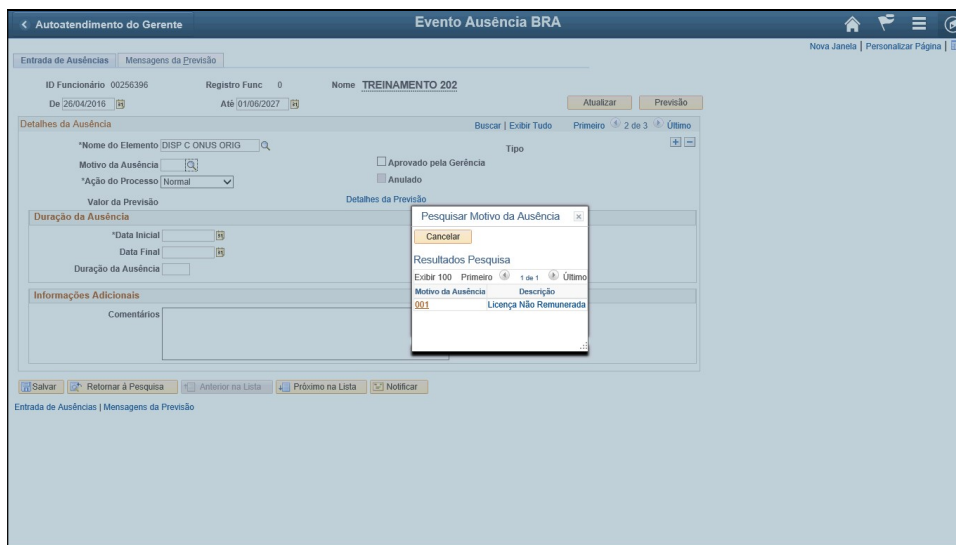 Autoatendimento do Gerente
Evento Ausência BRA
Nova Janela | Personalizar Página |
Entrada de Ausências
Mensagens da Previsão
ID Funcionário 00256396 Registro Func 0 Nome TREINAMENTO 202
De 26/04/2016 Até 01/06/2027 Atualizar Previsão
Detalhes da Ausência Buscar | Exibir Tudo Primeiro 2 de 3 Último
*Nome do Elemento DISP C ONUS ORIG Tipo
Motivo da Ausência Aprovado pela Gerência
*Ação do Processo Normal Anulado
Valor da Previsão Detalhes da Previsão
Duração da Ausência
*Data Inicial
Data Final
Duração da Ausência
Informações Adicionais
Comentários
Pesquisar Motivo da Ausência
Cancelar
Resultados Pesquisa
Exibir 100 Primeiro 1 de 1 Último
Motivo da Ausência Descrição
001 Licença Não Remunerada
Salvar Retornar à Pesquisa Anterior na Lista Próximo na Lista Notificar
Entrada de Ausências | Mensagens da Previsão